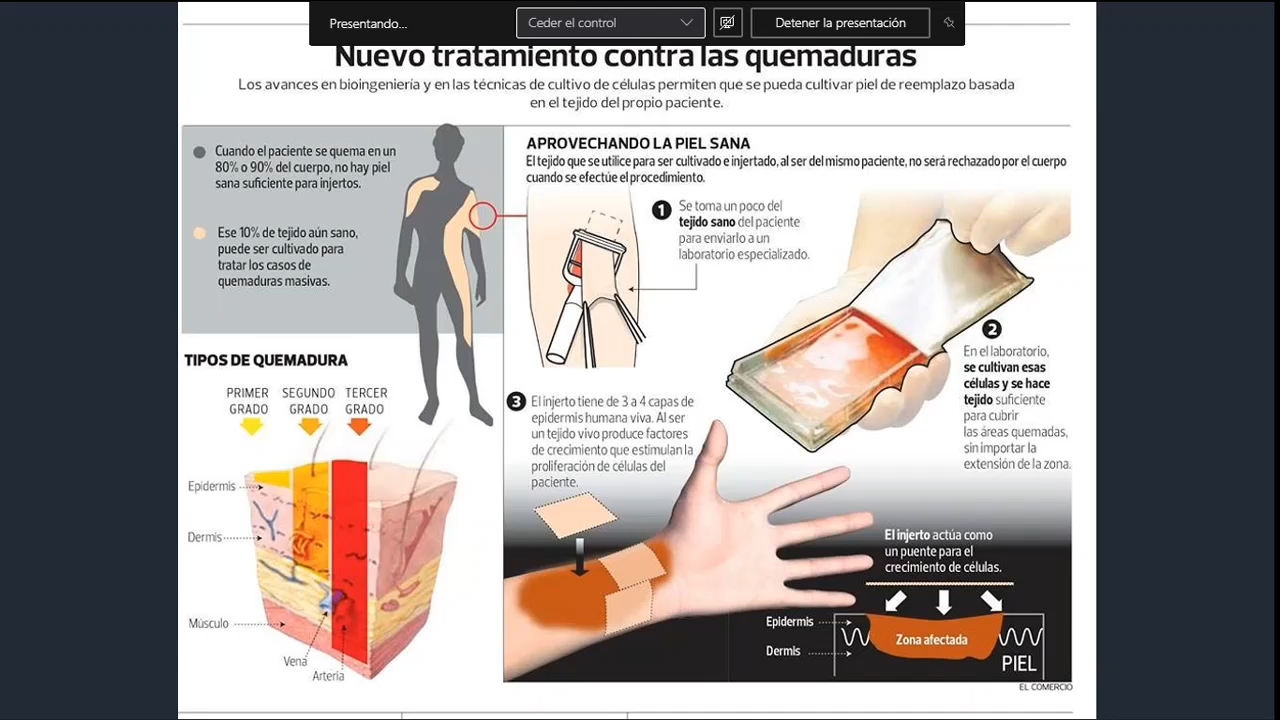 Presentando...
Ceder el control
Detener la presentación
Nuevo tratamiento contra las quemaduras
Los avances en bioingeniería y en las técnicas de cultivo de células permiten que se pueda cultivar piel de reemplazo basada
en el tejido del propio paciente.
Cuando el paciente se quema en un
80% o 90% del cuerpo, no hay piel
sana suficiente para injertos.
Ese 10% de tejido aún sano,
puede ser cultivado para
tratar los casos de
quemaduras masivas.
APROVECHANDO LA PIEL SANA
El tejido que se utilice para ser cultivado e injertado, al ser del mismo paciente, no será rechazado por el cuerpo
cuando se efectúe el procedimiento.
1
Se toma un poco del
tejido sano del paciente
para enviarlo a un
laboratorio especializado.
2
En el laboratorio,
se cultivan esas
células y se hace
tejido suficiente
para cubrir
las áreas quemadas,
sin importar la
extensión de la zona.
TIPOS DE QUEMADURA
PRIMER
GRADO
SEGUNDO
GRADO
TERCER
GRADO
Epidermis
Dermis
Músculo
Vena
Arteria
3
El injerto tiene de 3 a 4 capas de
epidermis humana viva. Al ser
un tejido vivo produce factores
de crecimiento que estimulan la
proliferación de células del
paciente.
El injerto actúa como
un puente para el
crecimiento de células.
Epidermis
Dermis
Zona afectada
PIEL
EL COMERCIO